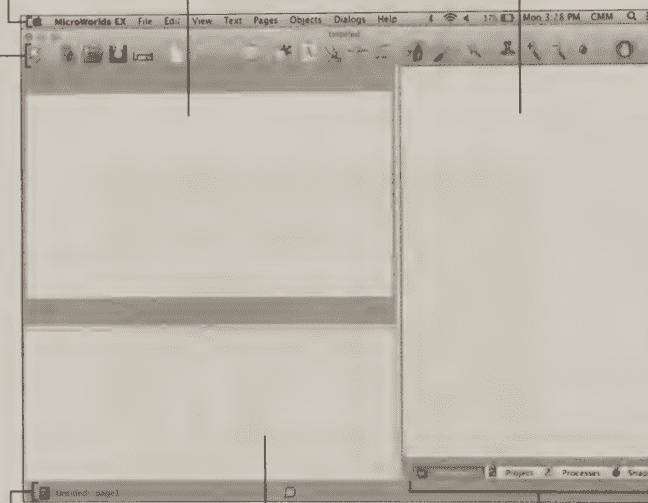 MicroWorlds EX File Edit View Text Pages Objects Dialogs Help 17% Mon 3:28 PM CMM
Untitled
Project Processes
Untitled: page1